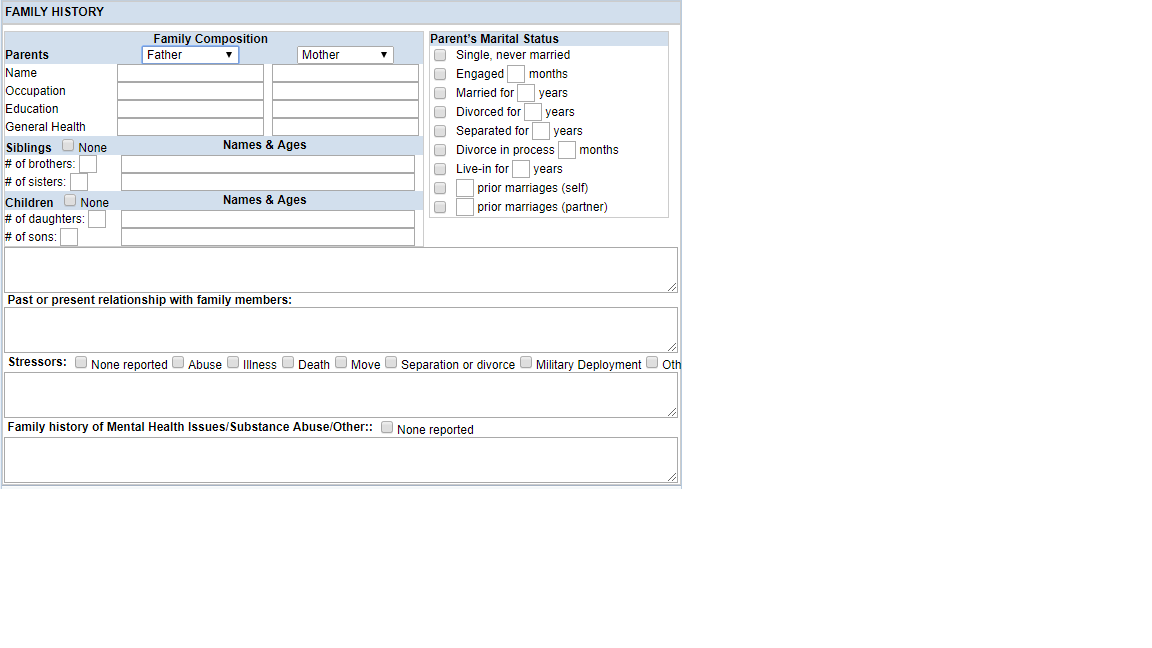 FAMILY HISTORY
Family Composition
Parents Father Mother
Name
Occupation
Education
General Health
Siblings None Names & Ages
# of brothers:
# of sisters:
Children None Names & Ages
# of daughters:
# of sons:
Parent's Marital Status
Single, never married
Engaged months
Married for years
Divorced for years
Separated for years
Divorce in process months
Live-in for years
prior marriages (self)
prior marriages (partner)
Past or present relationship with family members:
Stressors: None reported Abuse Illness Death Move Separation or divorce Military Deployment Oth
Family history of Mental Health Issues/Substance Abuse/Other:: None reported